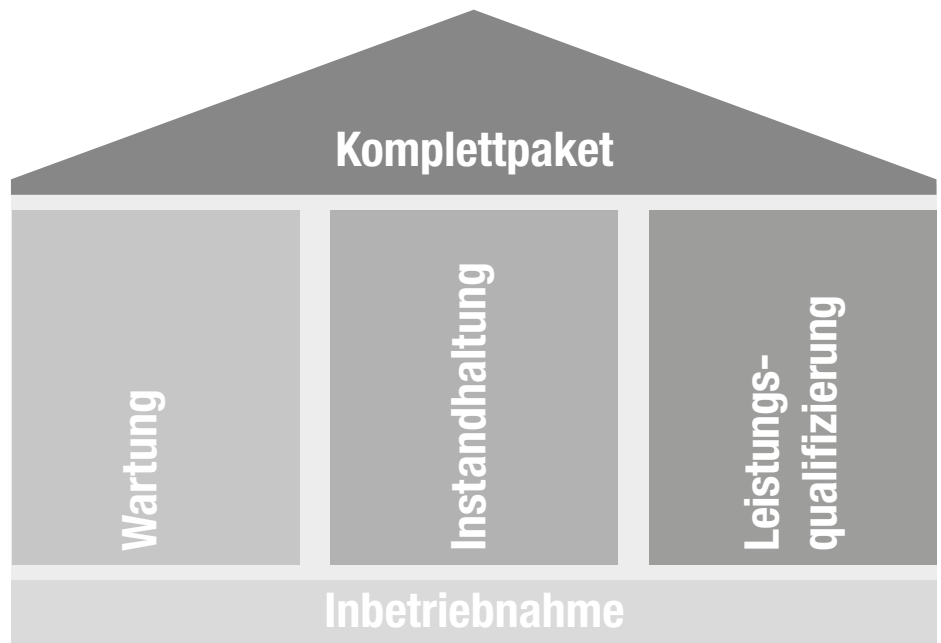 Komplettpaket
Wartung
Instandhaltung
Leistungs-
qualifizierung
Inbetriebnahme